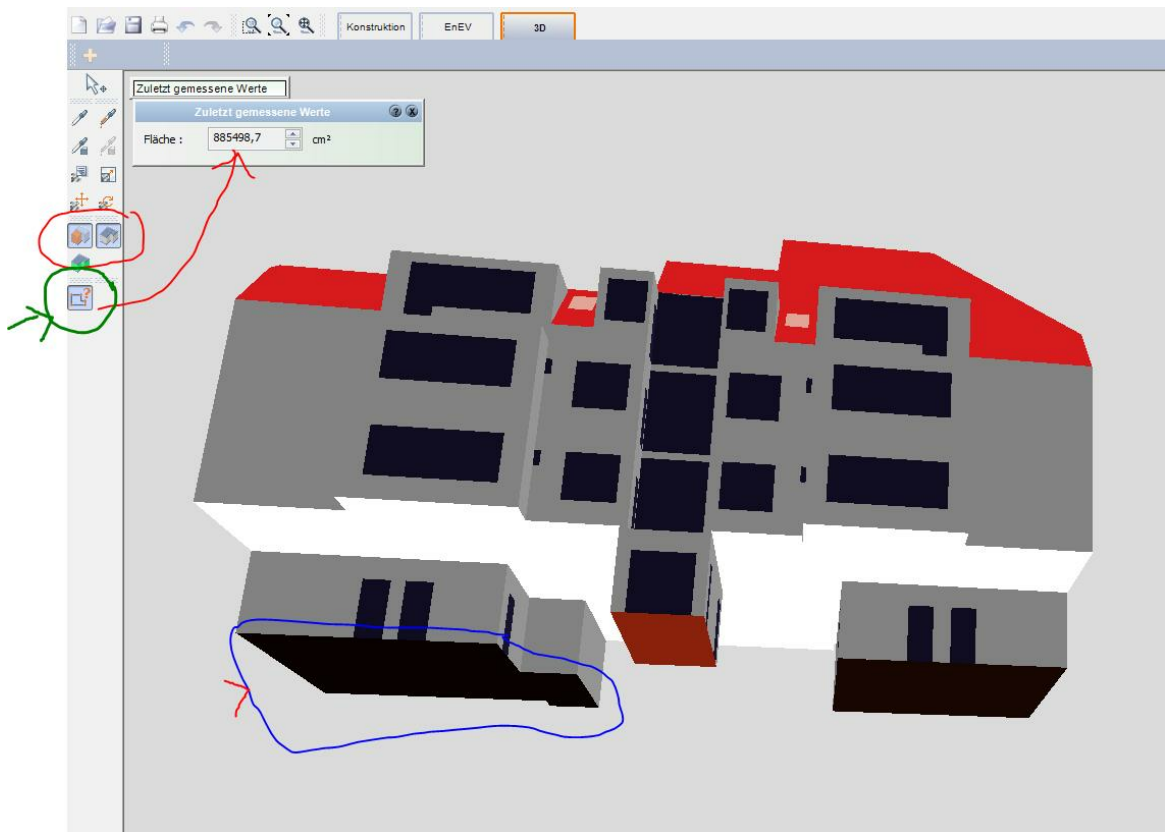 Konstruktion
EnEV
3D
Zuletzt gemessene Werte
Zuletzt gemessene Werte
Fläche : 885498,7 cm²